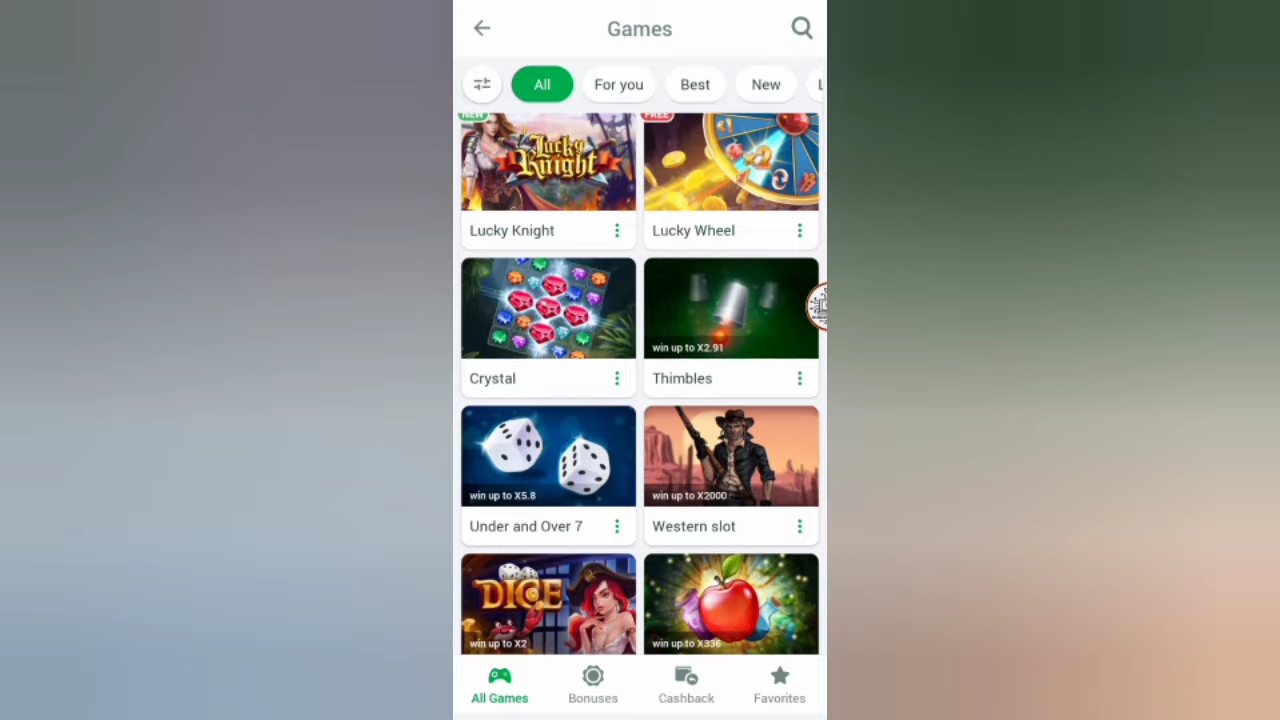 Games
All
For you
Best
New
NEW
FREE
Lucky
Knight
Lucky Knight
Lucky Wheel
win up to X2.91
Crystal
Thimbles
win up to X5.8
win up to X2000
Under and Over 7
Western slot
DICE
win up to X2
win up to X336
All Games
Bonuses
Cashback
Favorites